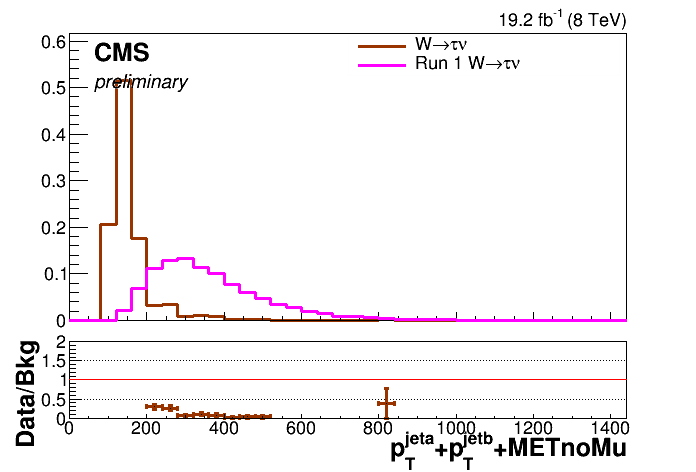 19.2 fb⁻¹ (8 TeV)
CMS
preliminary
W→τν
Run 1 W→τν
0.6
0.5
0.4
0.3
0.2
0.1
0
2
1.5
1
0.5
0
Data/Bkg
0 200 400 600 800 1000 1200 1400
p_T^jeta+p_T^jetb+METnoMu